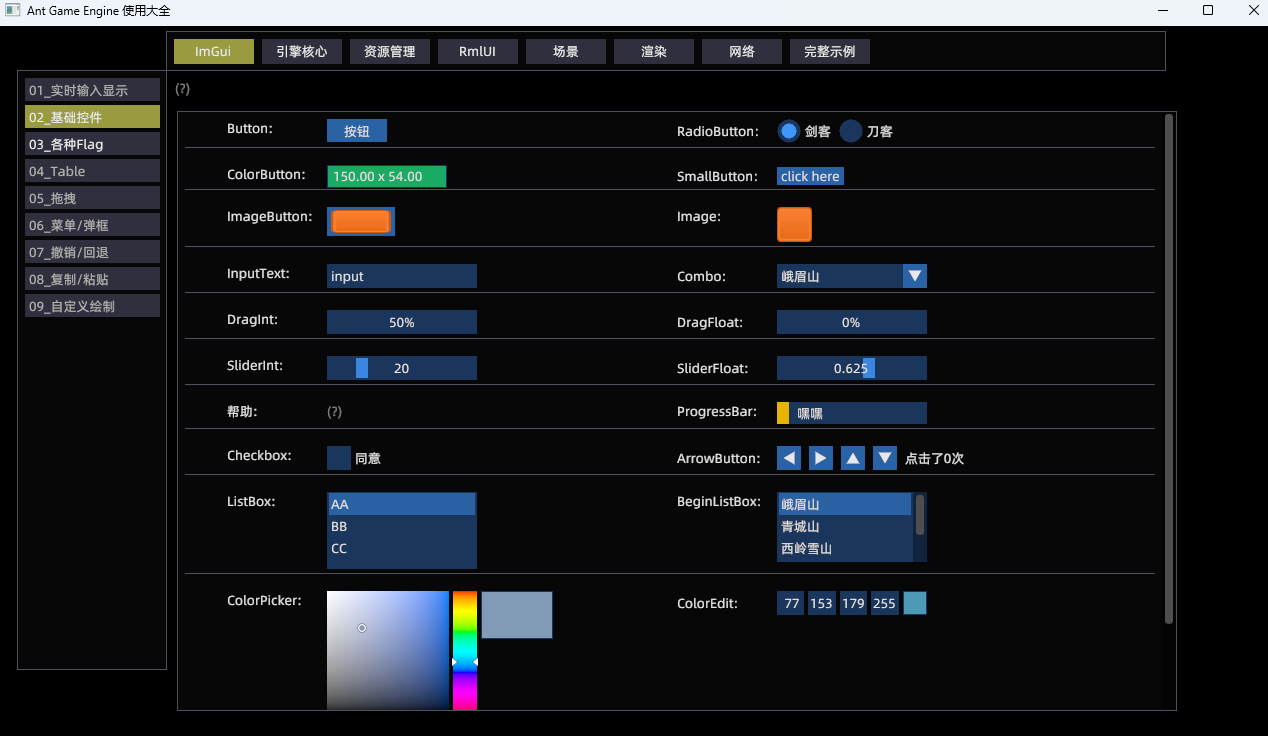 Ant Game Engine 使用大全
ImGui 引擎核心 资源管理 RmlUI 场景 渲染 网络 完整示例
01_实时输入显示
02_基础控件
03_各种Flag
04_Table
05_拖拽
06_菜单/弹框
07_撤销/回退
08_复制/粘贴
09_自定义绘制
(?)
Button: 按钮 RadioButton: 剑客 刀客
ColorButton: 150.00 x 54.00 SmallButton: click here
ImageButton: Image:
InputText: input Combo: 峨眉山
DragInt: 50% DragFloat: 0%
SliderInt: 20 SliderFloat: 0.625
帮助: (?) ProgressBar: 嘿嘿
Checkbox: 同意 ArrowButton: 点击了0次
ListBox: AA BeginListBox: 峨眉山
BB 青城山
CC 西岭雪山
ColorPicker: ColorEdit: 77 153 179 255